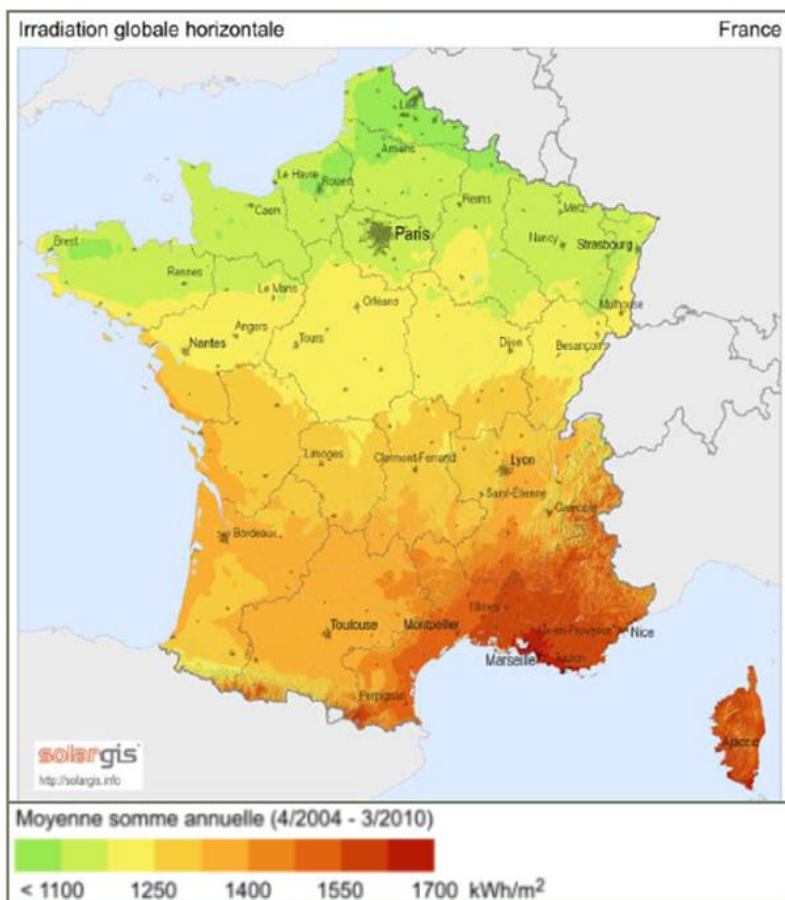 Irradiation globale horizontale
France
Lille
Amiens
Le Havre
Rouen
Caen
Reims
Metz
Paris
Nancy
Strasbourg
Brest
Rennes
Le Mans
Orléans
Mulhouse
Angers
Nantes
Tours
Dijon
Besançon
Limoges
Clermont-Ferrand
Lyon
Saint-Étienne
Grenoble
Bordeaux
Nîmes
Toulouse
Montpellier
Aix-en-Provence
Nice
Marseille
Toulon
Perpignan
Ajaccio
solargis
http://solargis.info
Moyenne somme annuelle (4/2004 - 3/2010)
< 1100 1250 1400 1550 1700 kWh/m²